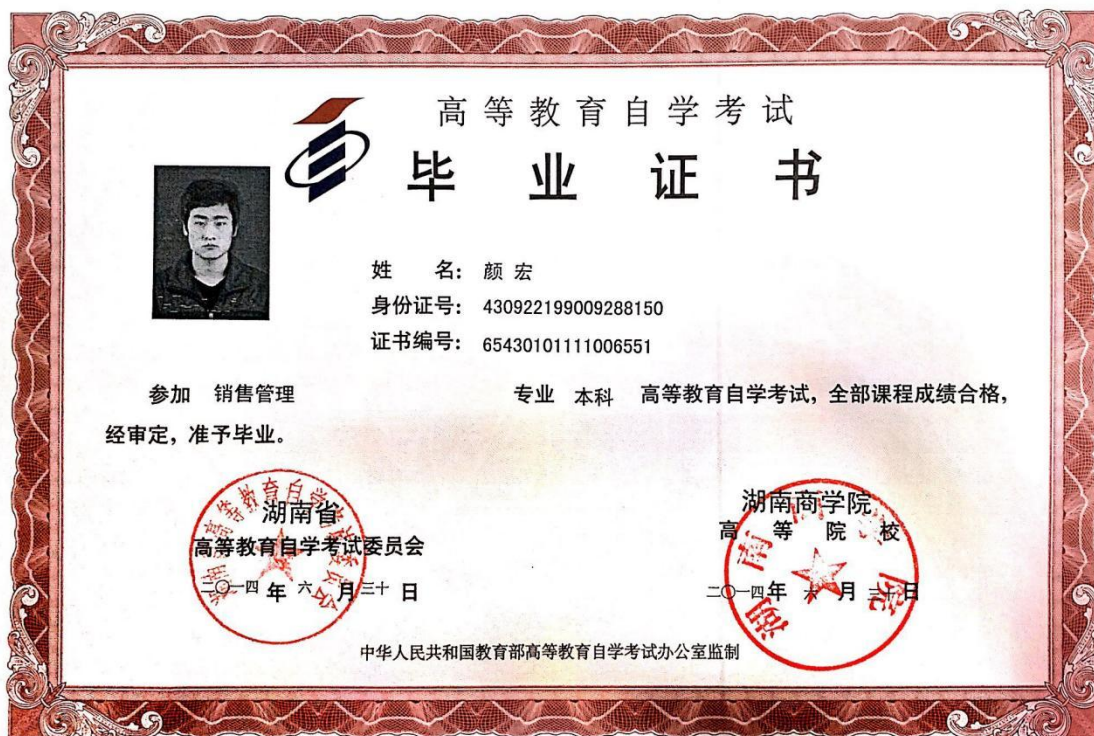 高等教育自学考试
毕业证书
姓 名： 颜宏
身份证号： 430922199009288150
证书编号： 65430101111006551
参加 销售管理 专业 本科 高等教育自学考试，全部课程成绩合格，
经审定，准予毕业。
湖南省
高等教育自学考试委员会
二〇一四年 六 月 三十 日
湖南商学院
高等院校
二〇一四年 六 月 三十 日
中华人民共和国教育部高等教育自学考试办公室监制